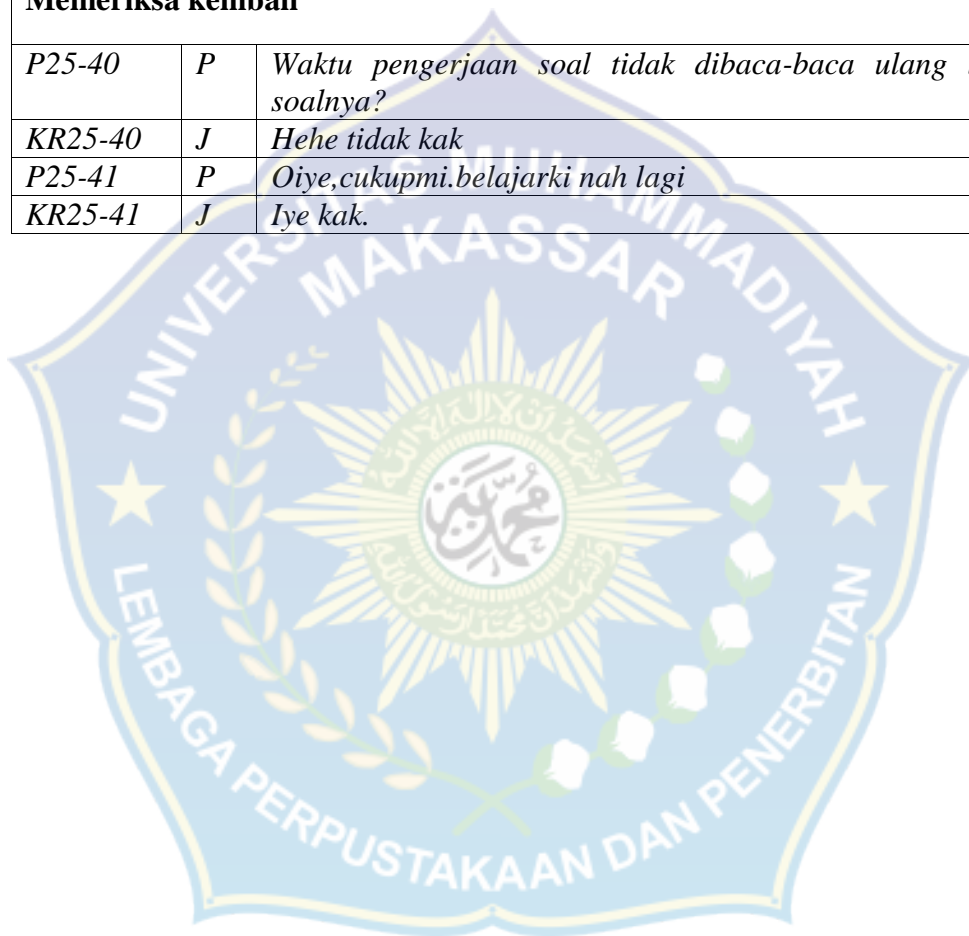 Memeriksa kembali
P25-40 P Waktu pengerjaan soal tidak dibaca-baca ulang
soalnya?
KR25-40 J Hehe tidak kak
P25-41 P Oiye,cukupmi.belajarki nah lagi
KR25-41 J Iye kak.
UNIVERSITAS MUHAMMADIYAH
MAKASSAR
LEMBAGA PERPUSTAKAAN DAN PENERBITAN